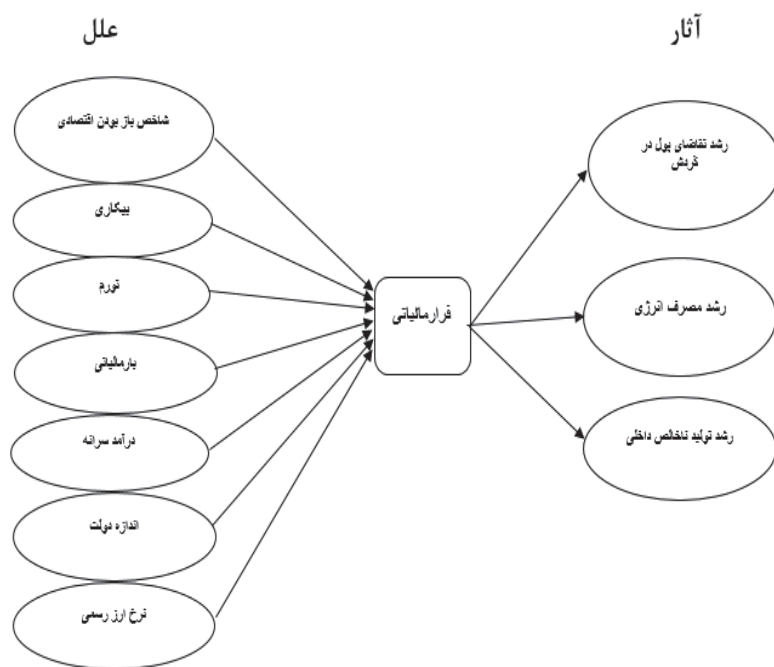 علل
آثار
شاخص باز بودن اقتصادی
بیکاری
تورم
بارمالیاتی
درآمد سرانه
اندازه دولت
نرخ ارز رسمی
فرارمالیاتی
رشد تقاضای پول در
گردش
رشد مصرف انرژی
رشد تولید ناخالص داخلی